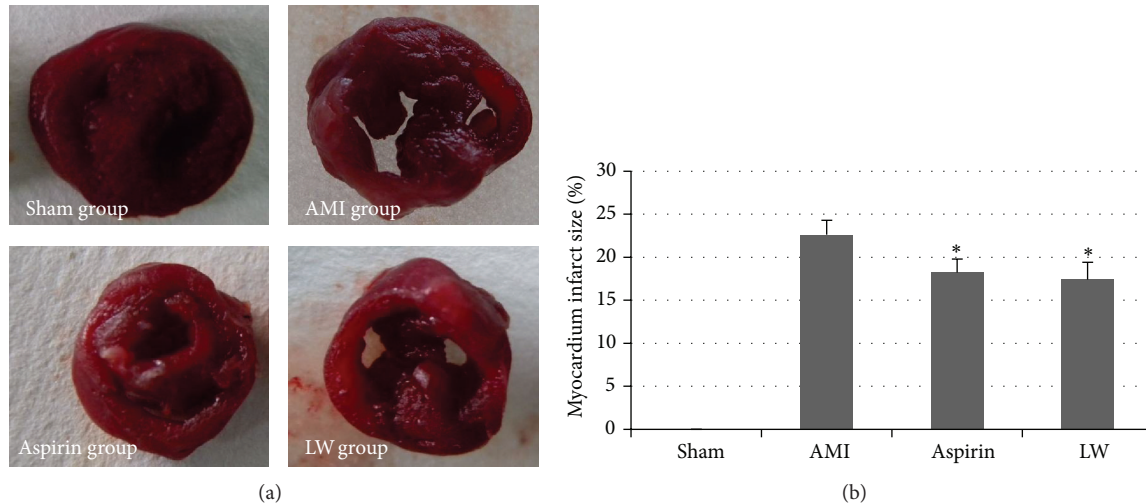 Sham group
AMI group
Aspirin group
LW group
(a)
Myocardium infarct size (%)
30
25
20
15
10
5
0
*
*
Sham
AMI
Aspirin
LW
(b)